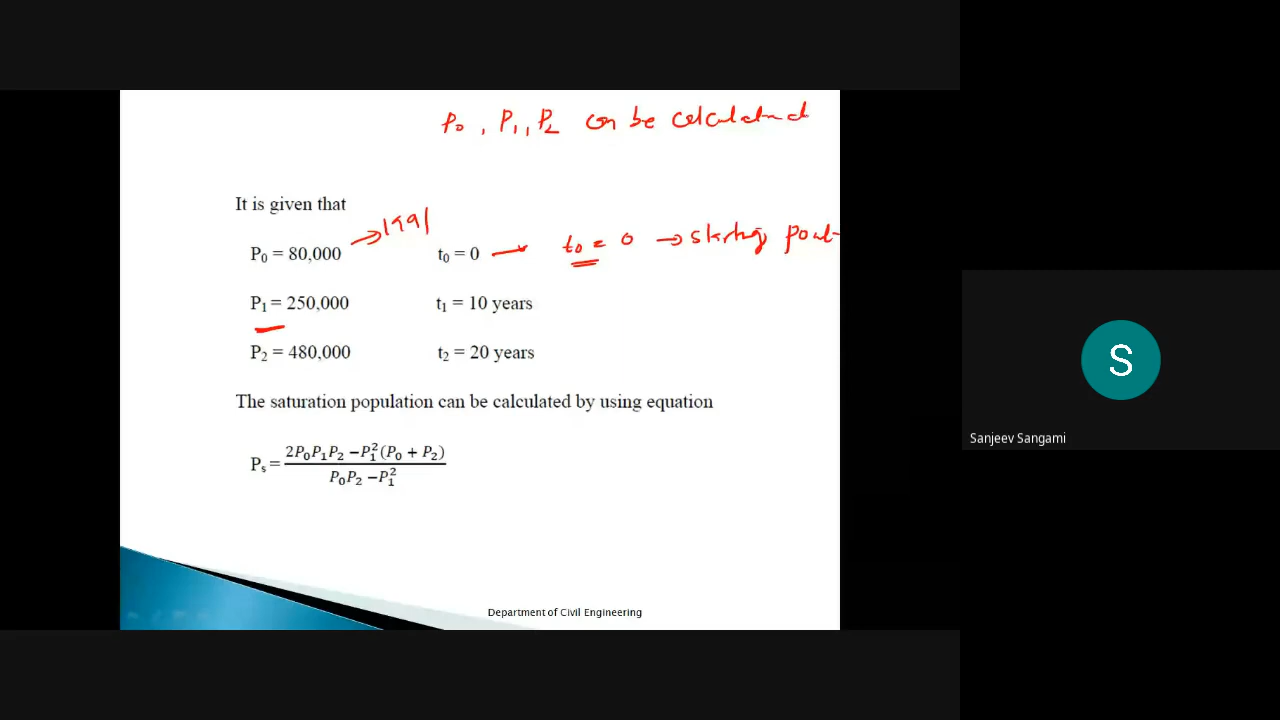 P₀, P₁, P₂ can be calculated
It is given that
P₀ = 80,000 → 1991 t₀ = 0 t₀ = 0 → starting point
P₁ = 250,000 t₁ = 10 years
P₂ = 480,000 t₂ = 20 years
The saturation population can be calculated by using equation
Pₛ = (2P₀P₁P₂ − P₁²(P₀ + P₂)) / (P₀P₂ − P₁²)
Department of Civil Engineering
S
Sanjeev Sangami